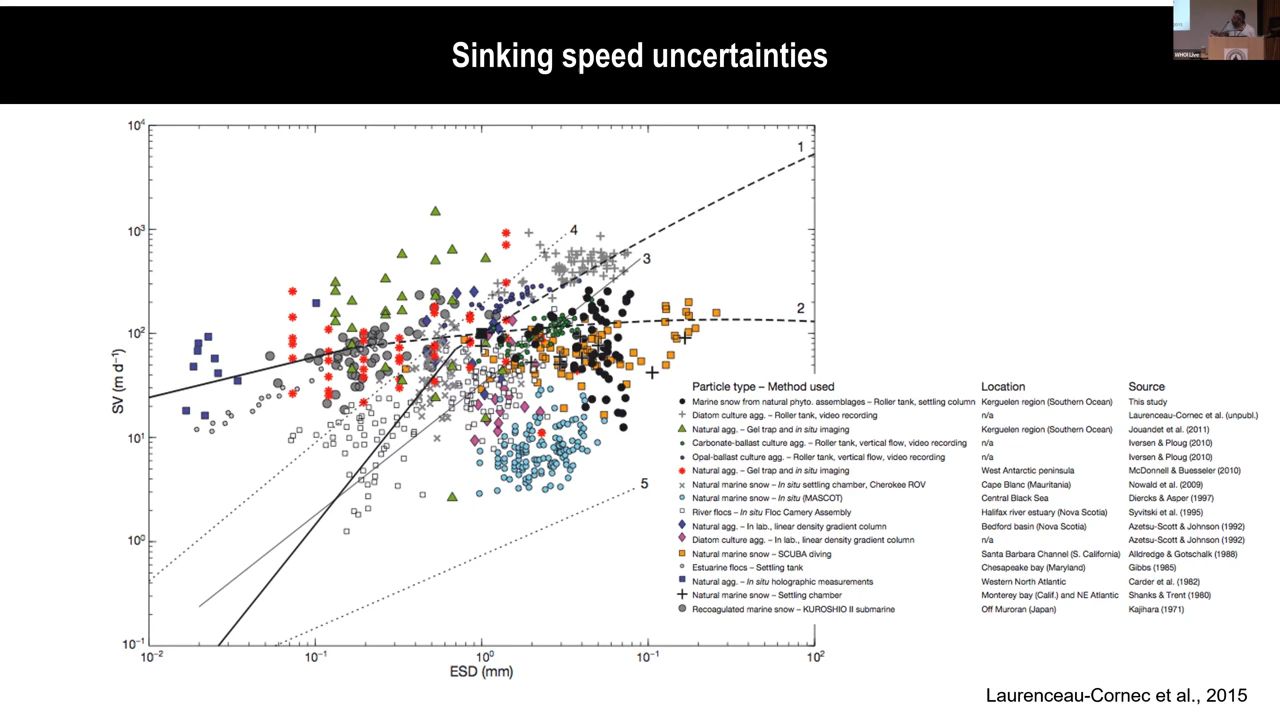 Sinking speed uncertainties
WHOI Live
10⁴
10³
10²
10¹
10⁰
10⁻¹
SV (m d⁻¹)
1
4
3
2
5
Particle type – Method used Location Source
Marine snow from natural phyto. assemblages – Roller tank, settling column Kerguelen region (Southern Ocean) This study
Diatom culture agg. – Roller tank, video recording n/a Laurenceau-Cornec et al. (unpubl.)
Natural agg. – Gel trap and in situ imaging Kerguelen region (Southern Ocean) Jouandet et al. (2011)
Carbonate-ballast culture agg. – Roller tank, vertical flow, video recording n/a Iversen & Ploug (2010)
Opal-ballast culture agg. – Roller tank, vertical flow, video recording n/a Iversen & Ploug (2010)
Natural agg. – Gel trap and in situ imaging West Antarctic peninsula McDonnell & Buesseler (2010)
Natural marine snow – In situ settling chamber, Cherokee ROV Cape Blanc (Mauritania) Nowald et al. (2009)
Natural marine snow – In situ (MASCOT) Central Black Sea Diercks & Asper (1997)
River flocs – In situ Floc Camery Assembly Halifax river estuary (Nova Scotia) Syvitski et al. (1995)
Natural agg. – In lab., linear density gradient column Bedford basin (Nova Scotia) Azetsu-Scott & Johnson (1992)
Diatom culture agg. – In lab., linear density gradient column n/a Azetsu-Scott & Johnson (1992)
Natural marine snow – SCUBA diving Santa Barbara Channel (S. California) Alldredge & Gotschalk (1988)
Estuarine flocs – Settling tank Chesapeake bay (Maryland) Gibbs (1985)
Natural agg. – In situ holographic measurements Western North Atlantic Carder et al. (1982)
Natural marine snow – Settling chamber Monterey bay (Calif.) and NE Atlantic Shanks & Trent (1980)
Recoagulated marine snow – KUROSHIO II submarine Off Muroran (Japan) Kajihara (1971)
10⁻² 10⁻¹ 10⁰ 10⁻¹ 10²
ESD (mm)
Laurenceau-Cornec et al., 2015